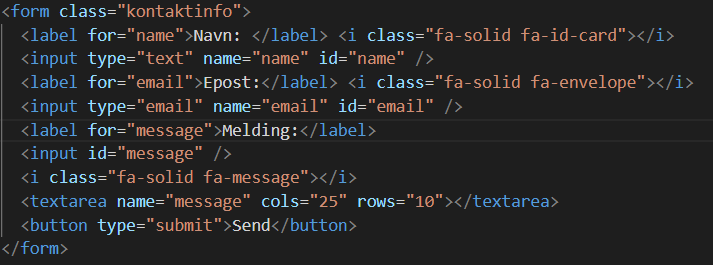 <form class="kontaktinfo">
<label for="name">Navn: </label> <i class="fa-solid fa-id-card"></i>
<input type="text" name="name" id="name" />
<label for="email">Epost:</label> <i class="fa-solid fa-envelope"></i>
<input type="email" name="email" id="email" />
<label for="message">Melding:</label>
<input id="message" />
<i class="fa-solid fa-message"></i>
<textarea name="message" cols="25" rows="10"></textarea>
<button type="submit">Send</button>
</form>